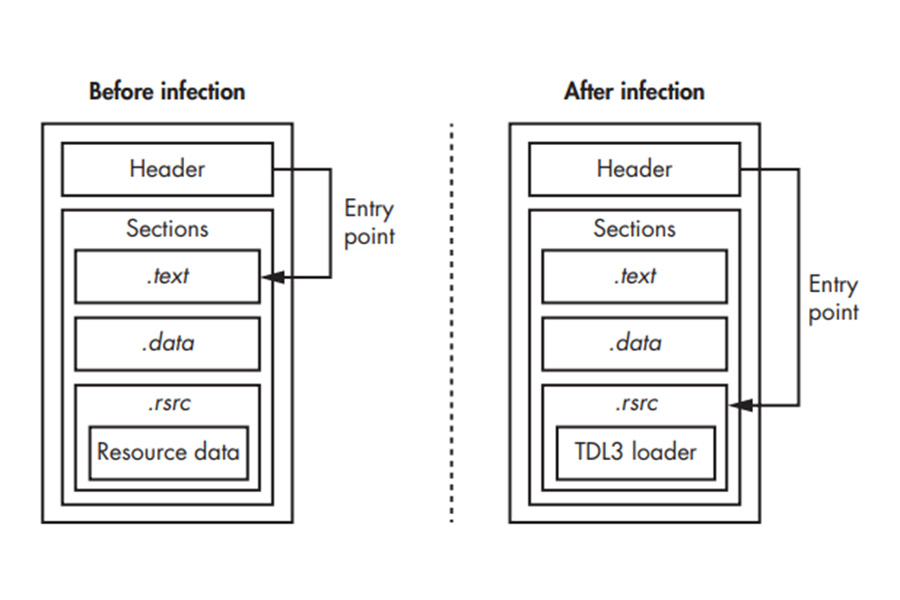 Before infection
Header
Entry
point
Sections
.text
.data
.rsrc
Resource data
After infection
Header
Sections
.text
Entry
point
.data
.rsrc
TDL3 loader